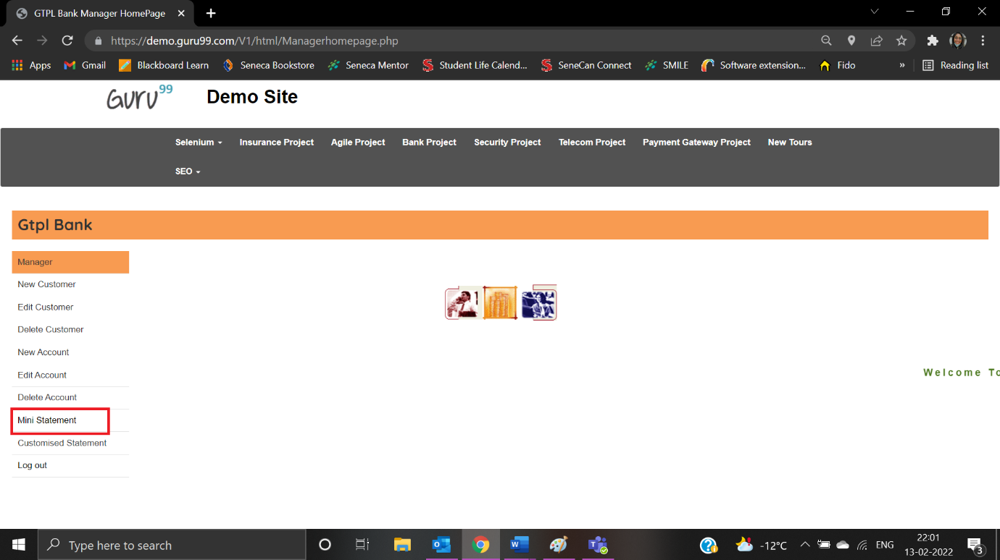 GTPL Bank Manager HomePage
https://demo.guru99.com/V1/html/Managerhomepage.php
Apps Gmail Blackboard Learn Seneca Bookstore Seneca Mentor Student Life Calend... SeneCan Connect SMILE Software extension... Fido » Reading list
Guru99 Demo Site
Selenium Insurance Project Agile Project Bank Project Security Project Telecom Project Payment Gateway Project New Tours
SEO
Gtpl Bank
Manager
New Customer
Edit Customer
Delete Customer
New Account
Edit Account
Welcome To
Delete Account
Mini Statement
Customised Statement
Log out
Type here to search
-12°C
ENG
22:01
13-02-2022
3